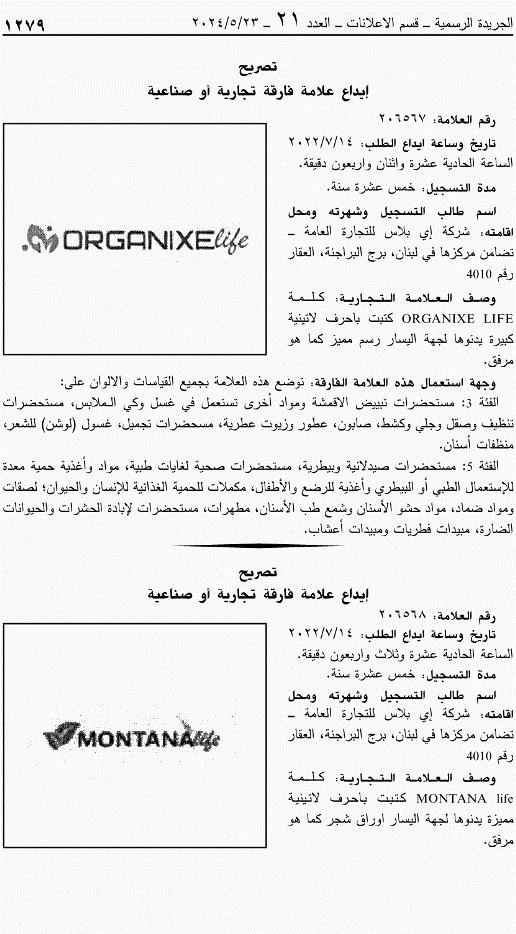 الجريدة الرسمية ـ قسم الاعلانات ـ العدد ٢١ ـ ٢٠٢٤/٥/٢٣
١٢٧٩
تصريح
إيداع علامة فارقة تجارية أو صناعية
رقم العلامة: ٢٠٦٥٦٧
تاريخ وساعة ايداع الطلب: ٢٠٢٢/٧/١٤
الساعة الحادية عشرة واثنان واربعون دقيقة.
مدة التسجيل: خمس عشرة سنة.
اسم طالب التسجيل وشهرته ومحل
اقامته: شركة إي بلاس للتجارة العامة ـ
تضامن مركزها في لبنان، برج البراجنة، العقار
رقم 4010
وصف العلامة التجارية: كلمة
ORGANIXE LIFE كتبت باحرف لاتينية
كبيرة يدنوها لجهة اليسار رسم مميز كما هو
مرفق.
ORGANIXE life
وجهة استعمال هذه العلامة الفارقة: توضع هذه العلامة بجميع القياسات والالوان على:
الفئة 3: مستحضرات تبييض الاقمشة ومواد أخرى تستعمل في غسل وكي الملابس، مستحضرات
تنظيف وصقل وجلي وكشط، صابون، عطور وزيوت عطرية، مسحضرات تجميل، غسول (لوشن) للشعر،
منظفات أسنان.
الفئة 5: مستحضرات صيدلانية وبيطرية، مستحضرات صحية لغايات طبية، مواد وأغذية حمية معدة
للإستعمال الطبي أو البيطري وأغذية للرضع والأطفال، مكملات للحمية الغذائية للإنسان والحيوان؛ لصقات
ومواد ضماد، مواد حشو الأسنان وشمع طب الأسنان، مطهرات، مستحضرات لإبادة الحشرات والحيوانات
الضارة، مبيدات فطريات ومبيدات أعشاب.
تصريح
إيداع علامة فارقة تجارية أو صناعية
رقم العلامة: ٢٠٦٥٦٨
تاريخ وساعة ايداع الطلب: ٢٠٢٢/٧/١٤
الساعة الحادية عشرة وثلاث واربعون دقيقة.
مدة التسجيل: خمس عشرة سنة.
اسم طالب التسجيل وشهرته ومحل
اقامته: شركة إي بلاس للتجارة العامة ـ
تضامن مركزها في لبنان، برج البراجنة، العقار
رقم 4010
وصف العلامة التجارية: كلمة
MONTANA life كتبت باحرف لاتينية
مميزة يدنوها لجهة اليسار اوراق شجر كما هو
مرفق.
MONTANA life